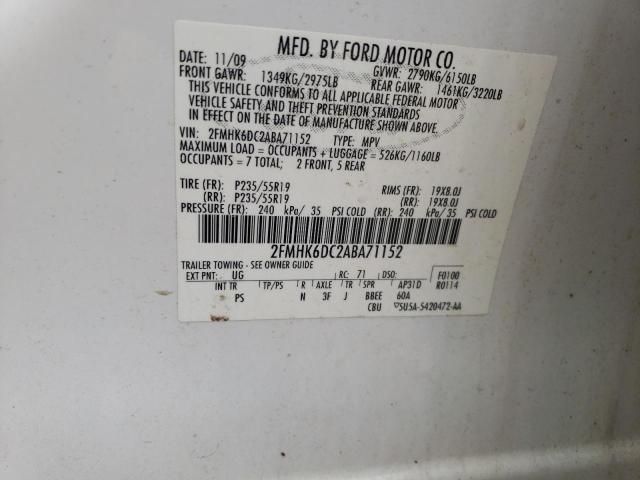 MFD. BY FORD MOTOR CO.
DATE: 11/09 GVWR: 2790KG/6150LB
FRONT GAWR: 1349KG/2975LB REAR GAWR: 1461KG/3220LB
THIS VEHICLE CONFORMS TO ALL APPLICABLE FEDERAL MOTOR
VEHICLE SAFETY AND THEFT PREVENTION STANDARDS
IN EFFECT ON THE DATE OF MANUFACTURE SHOWN ABOVE.
VIN: 2FMHK6DC2ABA71152 TYPE: MPV
MAXIMUM LOAD = OCCUPANTS + LUGGAGE = 526KG/1160LB
OCCUPANTS = 7 TOTAL; 2 FRONT, 5 REAR
TIRE (FR): P235/55R19 RIMS (FR): 19X8.0J
(RR): P235/55R19 (RR): 19X8.0J
PRESSURE (FR): 240 kPa/ 35 PSI COLD (RR): 240 kPa/ 35 PSI COLD
2FMHK6DC2ABA71152
TRAILER TOWING - SEE OWNER GUIDE
EXT PNT: UG RC: 71 DSO: F0100
INT TR TP/PS R AXLE TR SPR AP31D R0114
PS N 3F J BBEE 60A
CBU 5U5A-5420472-AA